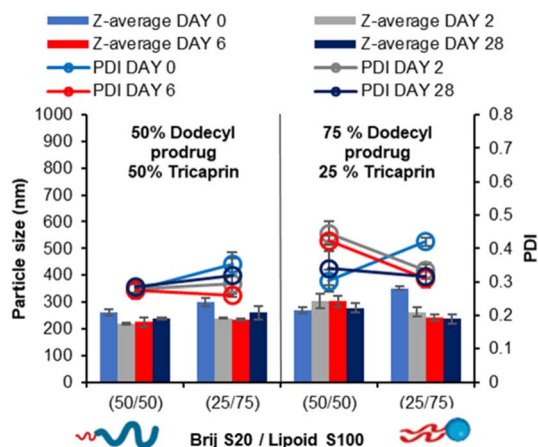 Z-average DAY 0 Z-average DAY 2
Z-average DAY 6 Z-average DAY 28
PDI DAY 0 PDI DAY 2
PDI DAY 6 PDI DAY 28
1000 0.8
900
800 0.7
700 0.6
600 0.5
500 0.4
400 0.3
300 0.2
200 0.1
100
0 0
Particle size (nm)
PDI
50% Dodecyl
prodrug
50% Tricaprin
75 % Dodecyl
prodrug
25 % Tricaprin
(50/50) (25/75) (50/50) (25/75)
Brij S20 / Lipoid S100